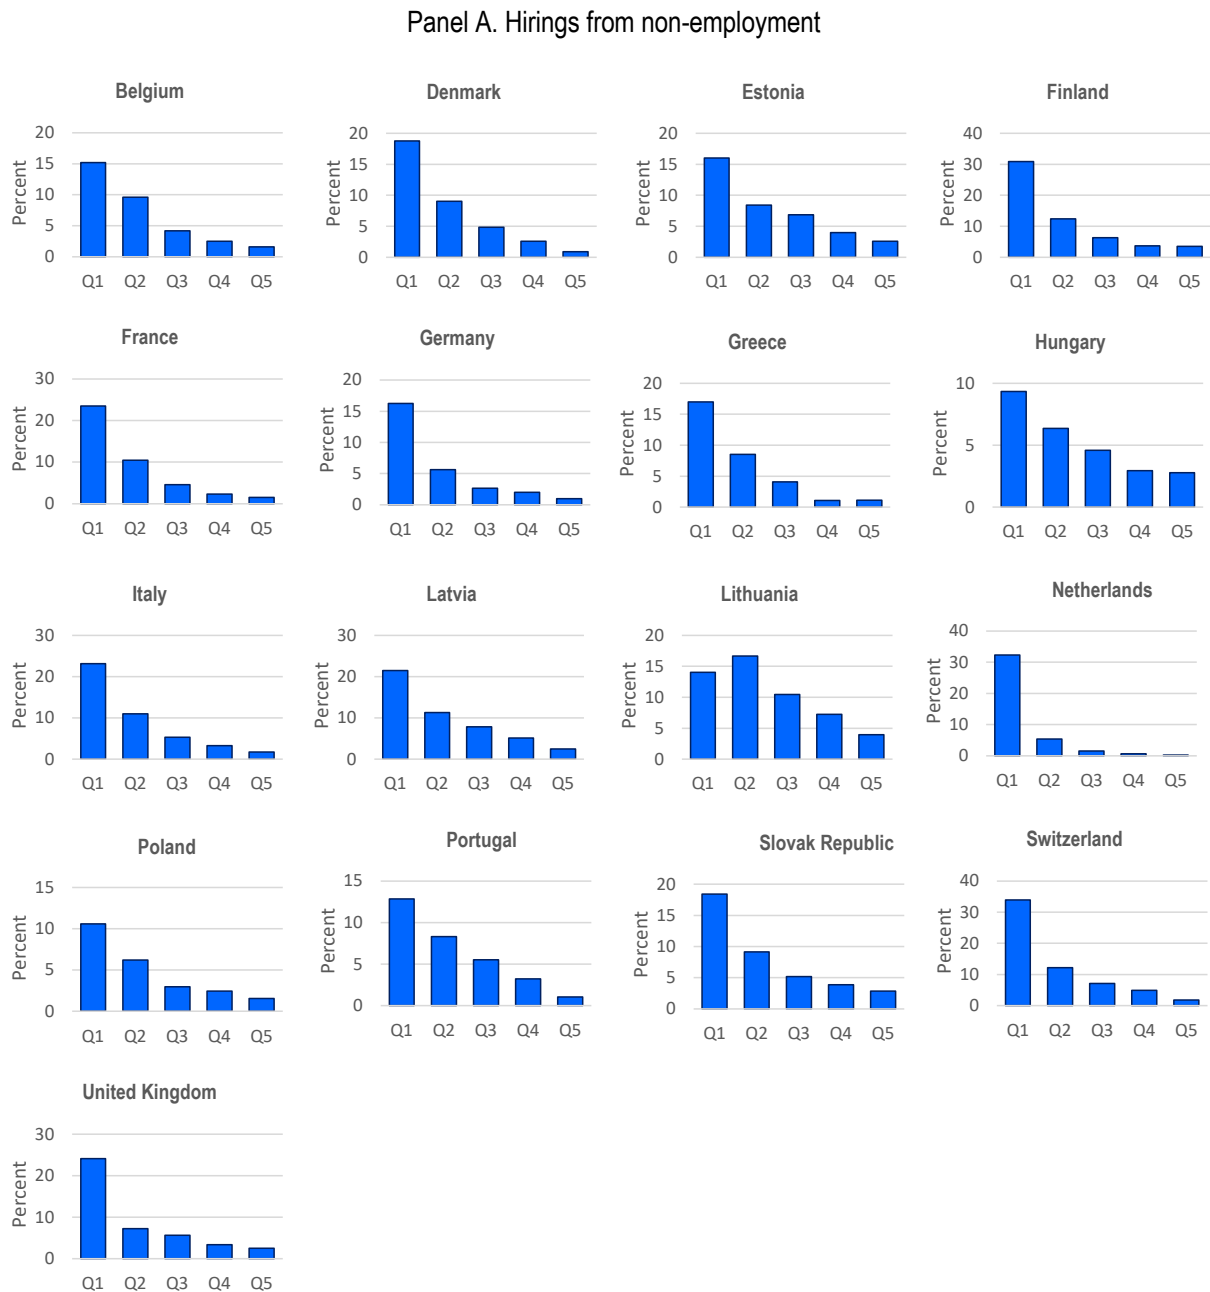 Panel A. Hirings from non-employment
Belgium
20
15
10
5
0
Percent
Q1 Q2 Q3 Q4 Q5
Denmark
20
15
10
5
0
Percent
Q1 Q2 Q3 Q4 Q5
Estonia
20
15
10
5
0
Percent
Q1 Q2 Q3 Q4 Q5
Finland
40
30
20
10
0
Percent
Q1 Q2 Q3 Q4 Q5
France
30
20
10
0
Percent
Q1 Q2 Q3 Q4 Q5
Germany
20
15
10
5
0
Percent
Q1 Q2 Q3 Q4 Q5
Greece
20
15
10
5
0
Percent
Q1 Q2 Q3 Q4 Q5
Hungary
10
5
0
Percent
Q1 Q2 Q3 Q4 Q5
Italy
30
20
10
0
Percent
Q1 Q2 Q3 Q4 Q5
Latvia
30
20
10
0
Percent
Q1 Q2 Q3 Q4 Q5
Lithuania
20
15
10
5
0
Percent
Q1 Q2 Q3 Q4 Q5
Netherlands
40
30
20
10
0
Percent
Q1 Q2 Q3 Q4 Q5
Poland
15
10
5
0
Percent
Q1 Q2 Q3 Q4 Q5
Portugal
15
10
5
0
Percent
Q1 Q2 Q3 Q4 Q5
Slovak Republic
20
15
10
5
0
Percent
Q1 Q2 Q3 Q4 Q5
Switzerland
40
30
20
10
0
Percent
Q1 Q2 Q3 Q4 Q5
United Kingdom
30
20
10
0
Percent
Q1 Q2 Q3 Q4 Q5